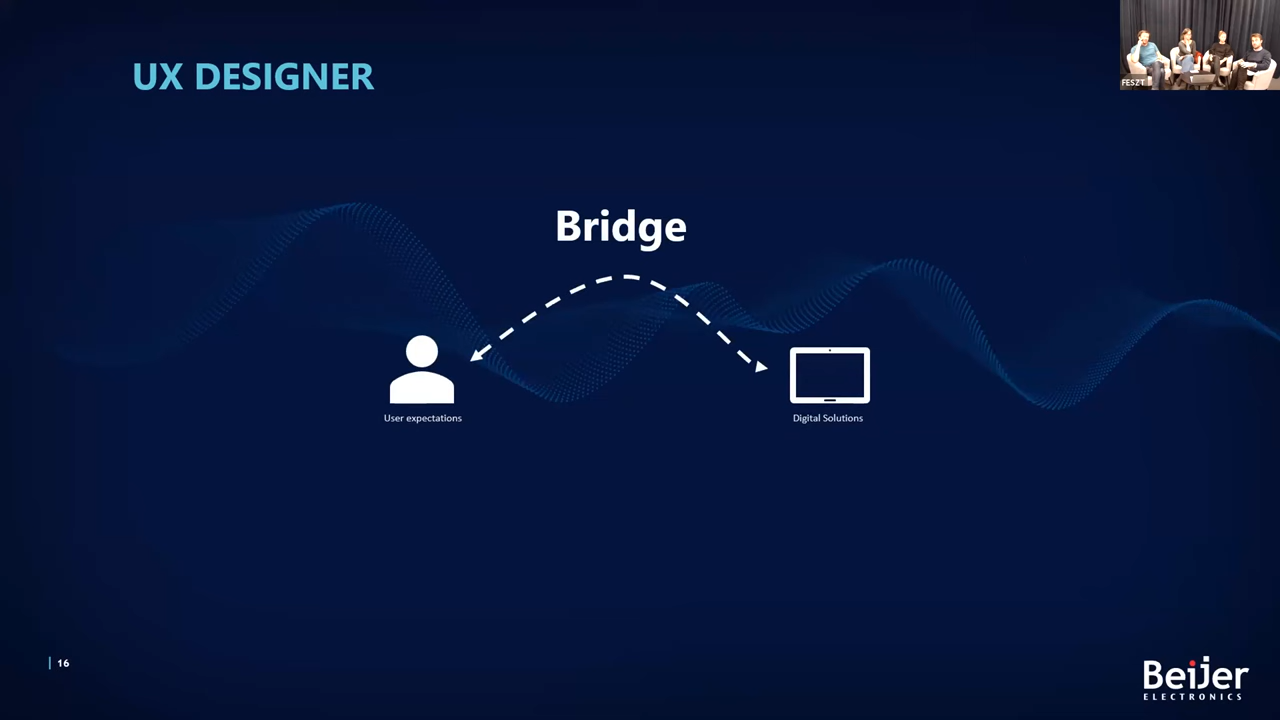 UX DESIGNER
FESZT
Bridge
User expectations
Digital Solutions
16
BeiJer
ELECTRONICS